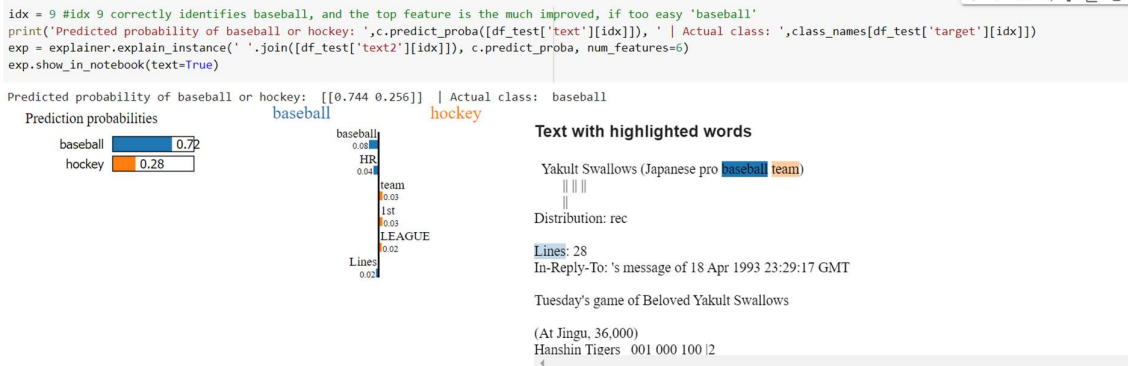 idx = 9 #idx 9 correctly identifies baseball, and the top feature is the much improved, if too easy 'baseball'
print('Predicted probability of baseball or hockey: ',c.predict_proba([df_test['text'][idx]]), ' | Actual class: ',class_names[df_test['target'][idx]])
exp = explainer.explain_instance(' '.join([df_test['text2'][idx]]), c.predict_proba, num_features=6)
exp.show_in_notebook(text=True)
Predicted probability of baseball or hockey:  [[0.744 0.256]]  | Actual class:  baseball
Prediction probabilities
baseball 0.72
hockey 0.28
baseball hockey
baseball
0.08
HR
0.04
team
0.03
1st
0.03
LEAGUE
0.02
Lines
0.02
Text with highlighted words
Yakult Swallows (Japanese pro baseball team)
|| || ||
||
Distribution: rec
Lines: 28
In-Reply-To: 's message of 18 Apr 1993 23:29:17 GMT
Tuesday's game of Beloved Yakult Swallows
(At Jingu, 36,000)
Hanshin Tigers 001 000 100 |2